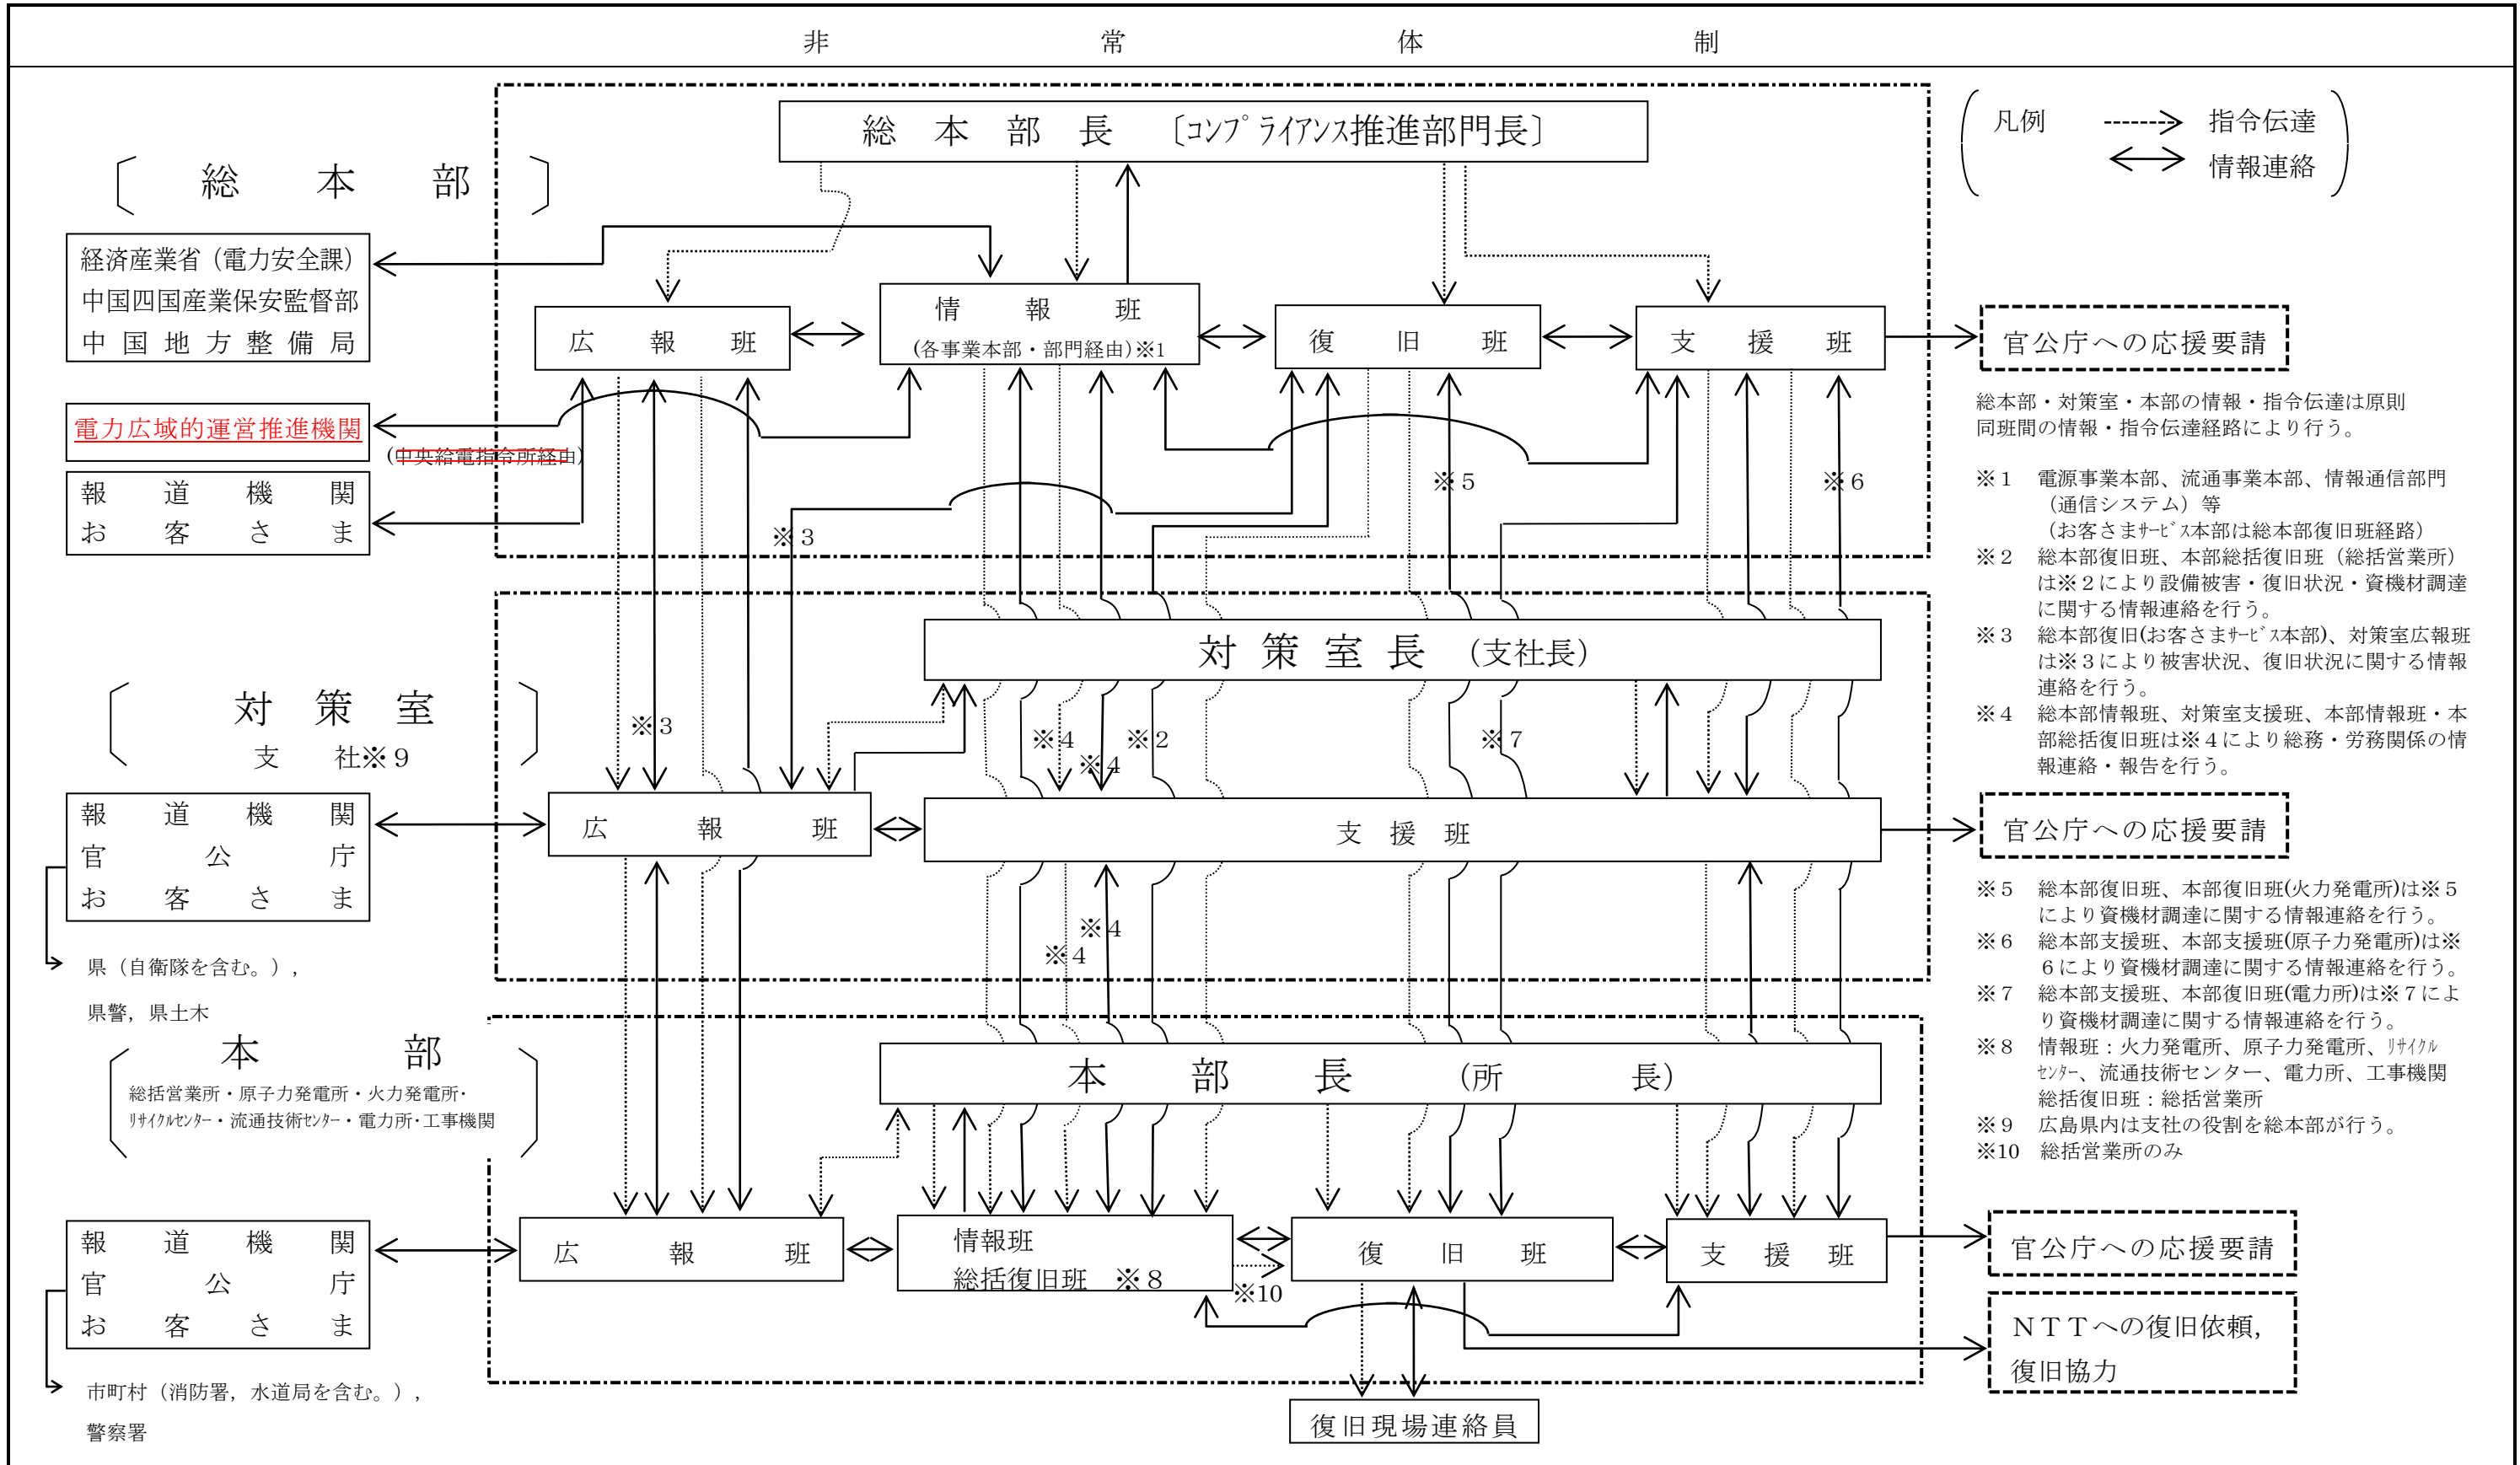 非常体制
総本部長 〔ｺﾝﾌﾟﾗｲｱﾝｽ推進部門長〕
凡例 指令伝達
情報連絡
〔総本部〕
経済産業省（電力安全課）
中国四国産業保安監督部
中国地方整備局
広報班
情報班
(各事業本部・部門経由)※1
復旧班
支援班
官公庁への応援要請
電力広域的運営推進機関
(中央給電指令所経由)
報道機関
お客さま
※３
※５
※６
総本部・対策室・本部の情報・指令伝達は原則
同班間の情報・指令伝達経路により行う。
※１ 電源事業本部、流通事業本部、情報通信部門
（通信システム）等
（お客さまｻｰﾋﾞｽ本部は総本部復旧班経路）
※２ 総本部復旧班、本部総括復旧班（総括営業所）
は※２により設備被害・復旧状況・資機材調達
に関する情報連絡を行う。
※３ 総本部復旧(お客さまｻｰﾋﾞｽ本部)、対策室広報班
は※３により被害状況、復旧状況に関する情報
連絡を行う。
※４ 総本部情報班、対策室支援班、本部情報班・本
部総括復旧班は※４により総務・労務関係の情
報連絡・報告を行う。
対策室長（支社長）
〔対策室〕
支社※９
※３
※４
※４
※２
※７
報道機関
官公庁
お客さま
広報班
支援班
官公庁への応援要請
※４
※４
県（自衛隊を含む。），
県警，県土木
※５ 総本部復旧班、本部復旧班(火力発電所)は※５
により資機材調達に関する情報連絡を行う。
※６ 総本部支援班、本部支援班(原子力発電所)は※
６により資機材調達に関する情報連絡を行う。
※７ 総本部支援班、本部復旧班(電力所)は※７によ
り資機材調達に関する情報連絡を行う。
※８ 情報班：火力発電所、原子力発電所、ﾘｻｲｸﾙ
ｾﾝﾀｰ、流通技術センター、電力所、工事機関
総括復旧班：総括営業所
※９ 広島県内は支社の役割を総本部が行う。
※10 総括営業所のみ
〔本部〕
総括営業所・原子力発電所・火力発電所・
ﾘｻｲｸﾙｾﾝﾀｰ・流通技術ｾﾝﾀｰ・電力所・工事機関
本部長（所長）
報道機関
官公庁
お客さま
広報班
情報班
総括復旧班 ※８
※10
復旧班
支援班
官公庁への応援要請
ＮＴＴへの復旧依頼，
復旧協力
市町村（消防署，水道局を含む。），
警察署
復旧現場連絡員